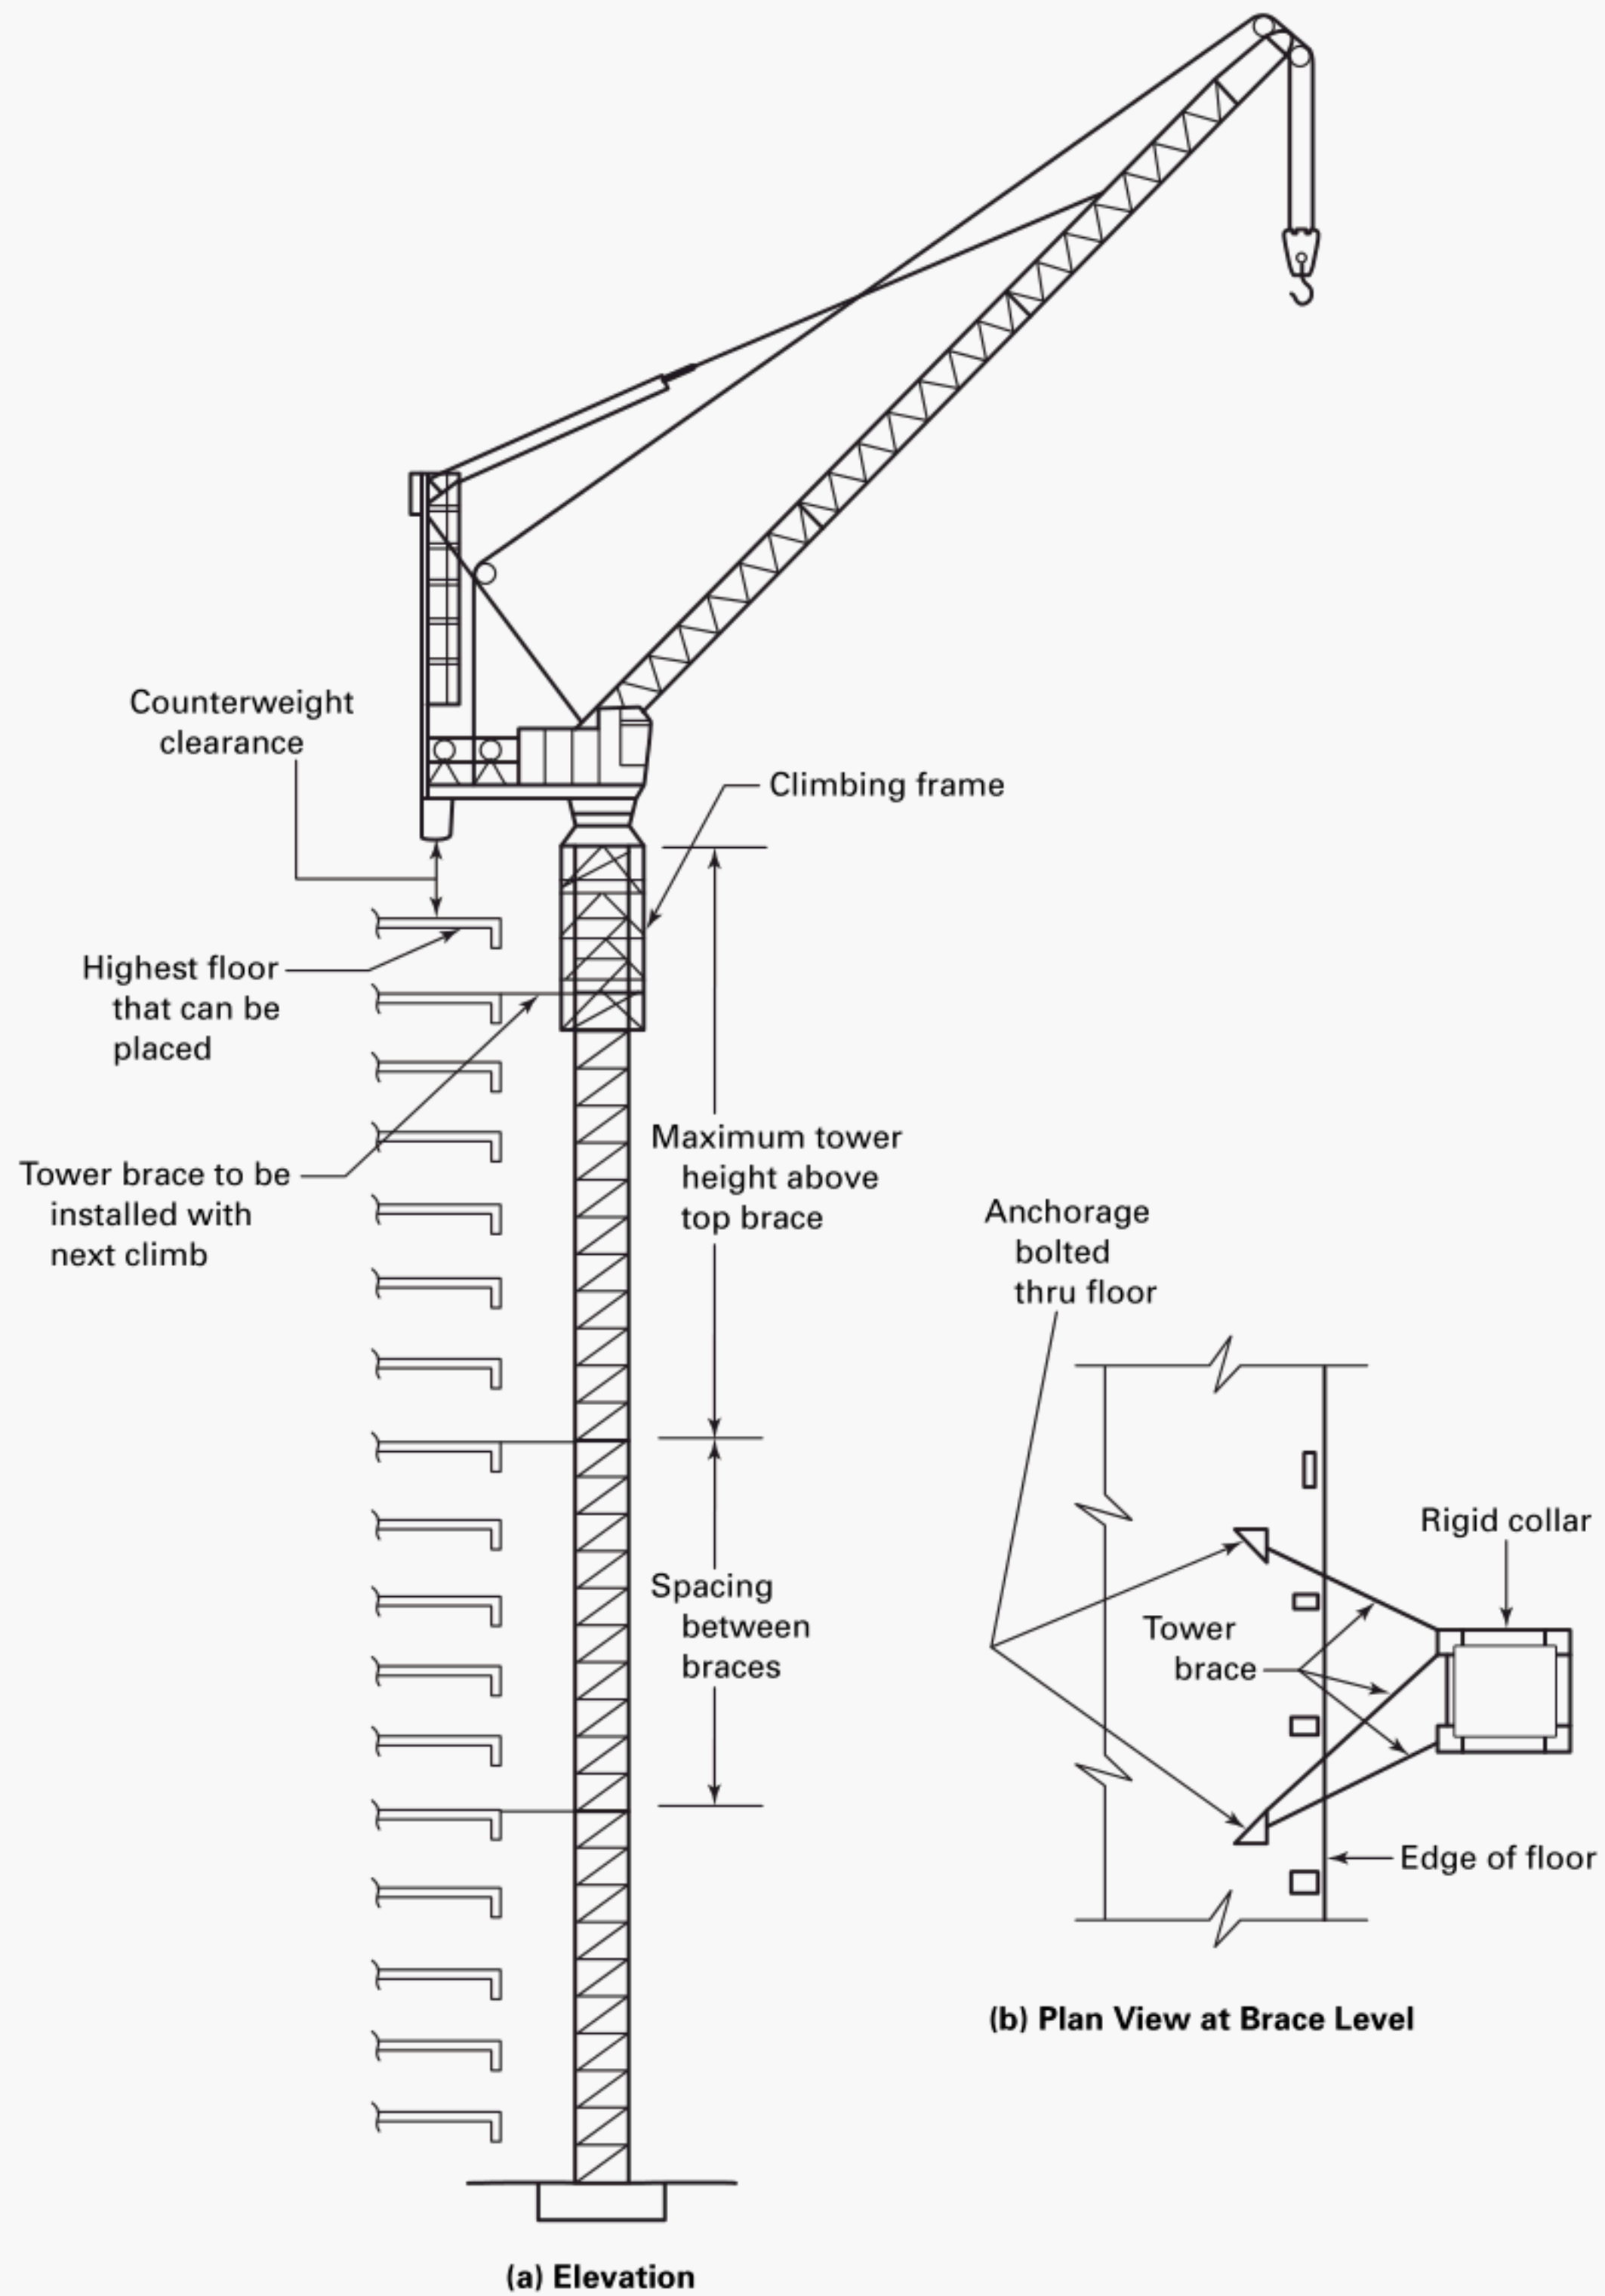 Counterweight
clearance
Climbing frame
Highest floor
that can be
placed
Maximum tower
height above
top brace
Tower brace to be
installed with
next climb
Anchorage
bolted
thru floor
Rigid collar
Spacing
between
braces
Tower
brace
Edge of floor
(b) Plan View at Brace Level
(a) Elevation